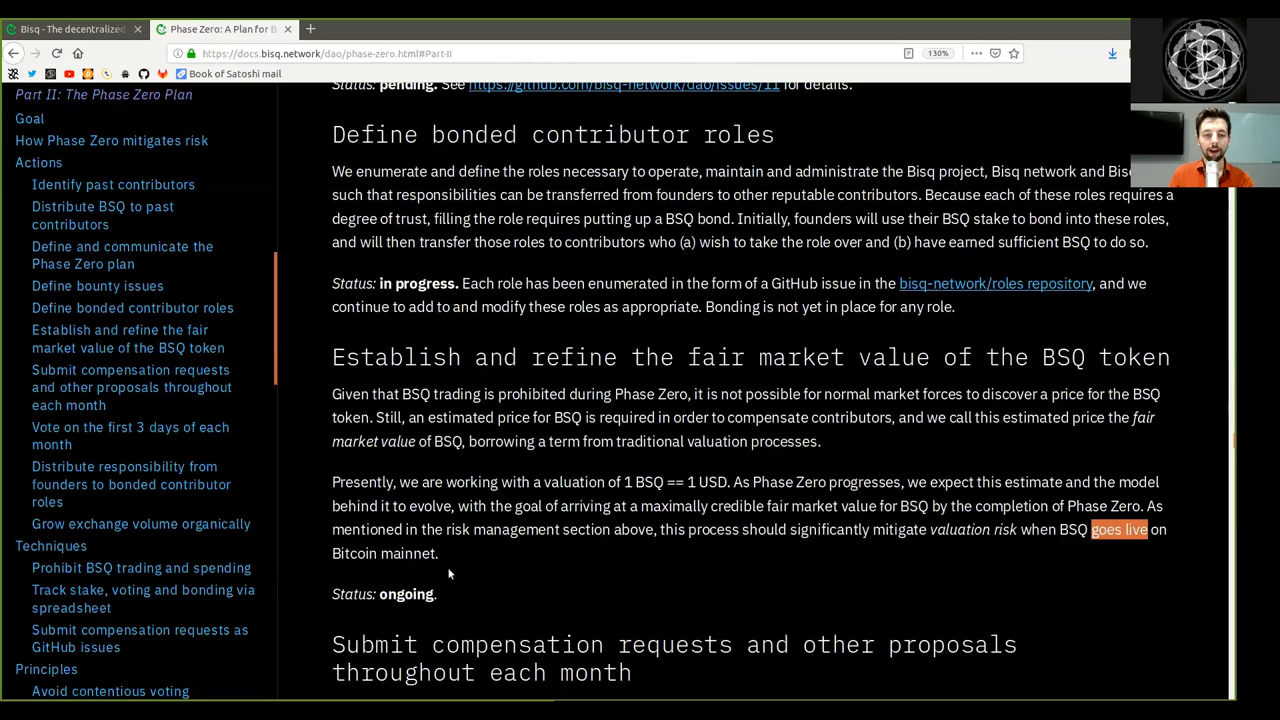 Bisq - The decentralized
Phase Zero: A Plan for B
https://docs.bisq.network/dao/phase-zero.html#Part-II
130%
Book of Satoshi mail
Part II: The Phase Zero Plan
Goal
How Phase Zero mitigates risk
Actions
Identify past contributors
Distribute BSQ to past
contributors
Define and communicate the
Phase Zero plan
Define bounty issues
Define bonded contributor roles
Establish and refine the fair
market value of the BSQ token
Submit compensation requests
and other proposals throughout
each month
Vote on the first 3 days of each
month
Distribute responsibility from
founders to bonded contributor
roles
Grow exchange volume organically
Techniques
Prohibit BSQ trading and spending
Track stake, voting and bonding via
spreadsheet
Submit compensation requests as
GitHub issues
Principles
Avoid contentious voting
Status: pending. See https://github.com/bisq-network/dao/issues/11 for details.
Define bonded contributor roles
We enumerate and define the roles necessary to operate, maintain and administrate the Bisq project, Bisq network and
such that responsibilities can be transferred from founders to other reputable contributors. Because each of these roles requires a
degree of trust, filling the role requires putting up a BSQ bond. Initially, founders will use their BSQ stake to bond into these roles,
and will then transfer those roles to contributors who (a) wish to take the role over and (b) have earned sufficient BSQ to do so.
Status: in progress. Each role has been enumerated in the form of a GitHub issue in the bisq-network/roles repository, and we
continue to add to and modify these roles as appropriate. Bonding is not yet in place for any role.
Establish and refine the fair market value of the BSQ token
Given that BSQ trading is prohibited during Phase Zero, it is not possible for normal market forces to discover a price for the BSQ
token. Still, an estimated price for BSQ is required in order to compensate contributors, and we call this estimated price the fair
market value of BSQ, borrowing a term from traditional valuation processes.
Presently, we are working with a valuation of 1 BSQ == 1 USD. As Phase Zero progresses, we expect this estimate and the model
behind it to evolve, with the goal of arriving at a maximally credible fair market value for BSQ by the completion of Phase Zero. As
mentioned in the risk management section above, this process should significantly mitigate valuation risk when BSQ goes live on
Bitcoin mainnet.
Status: ongoing.
Submit compensation requests and other proposals
throughout each month